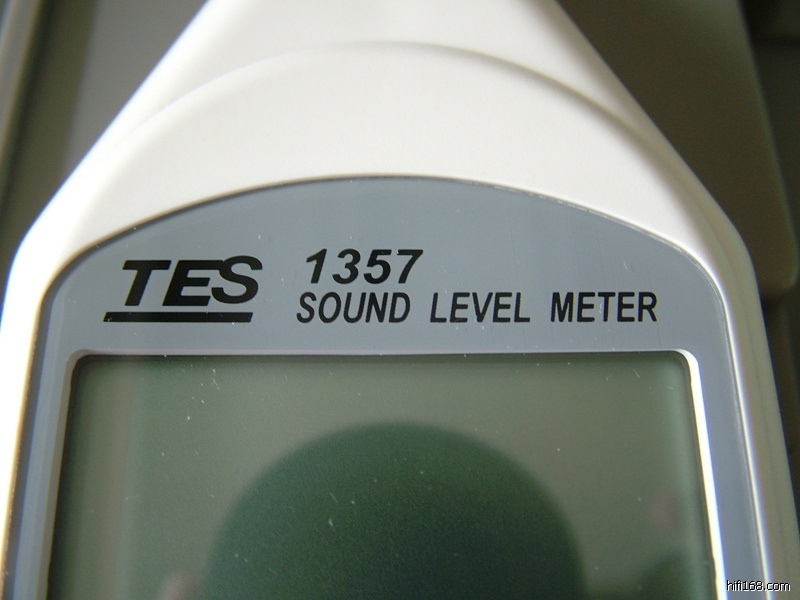 TES
1357
SOUND LEVEL METER
hifi168.com